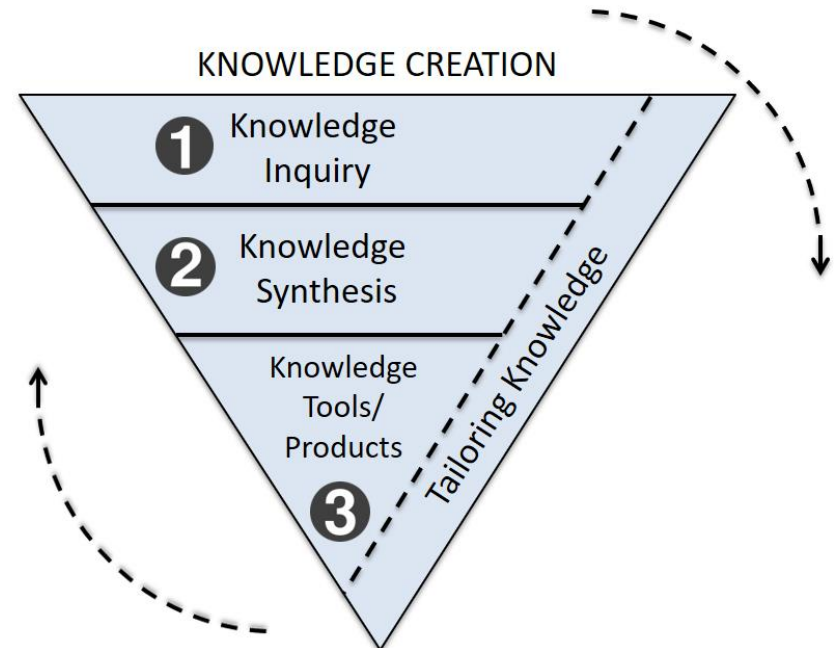 KNOWLEDGE CREATION
1 Knowledge
Inquiry
2 Knowledge
Synthesis
Knowledge
Tools/
Products
3
Tailoring Knowledge